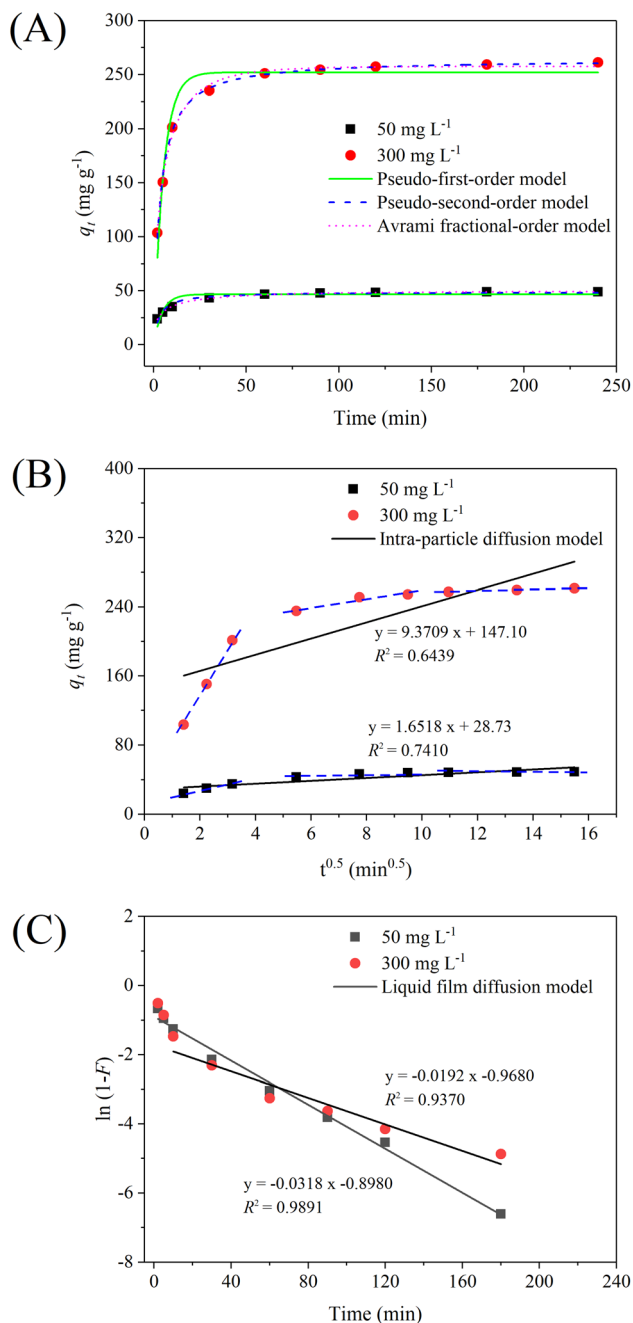 (A)
300
250
200
150
100
50
0
q_t (mg g⁻¹)
50 mg L⁻¹
300 mg L⁻¹
Pseudo-first-order model
Pseudo-second-order model
Avrami fractional-order model
0 50 100 150 200 250
Time (min)
(B)
400
320
240
160
80
0
q_t (mg g⁻¹)
50 mg L⁻¹
300 mg L⁻¹
Intra-particle diffusion model
y = 9.3709 x + 147.10
R² = 0.6439
y = 1.6518 x + 28.73
R² = 0.7410
0 2 4 6 8 10 12 14 16
t⁰·⁵ (min⁰·⁵)
(C)
2
0
-2
-4
-6
-8
ln (1-F)
50 mg L⁻¹
300 mg L⁻¹
Liquid film diffusion model
y = -0.0192 x -0.9680
R² = 0.9370
y = -0.0318 x -0.8980
R² = 0.9891
0 40 80 120 160 200 240
Time (min)